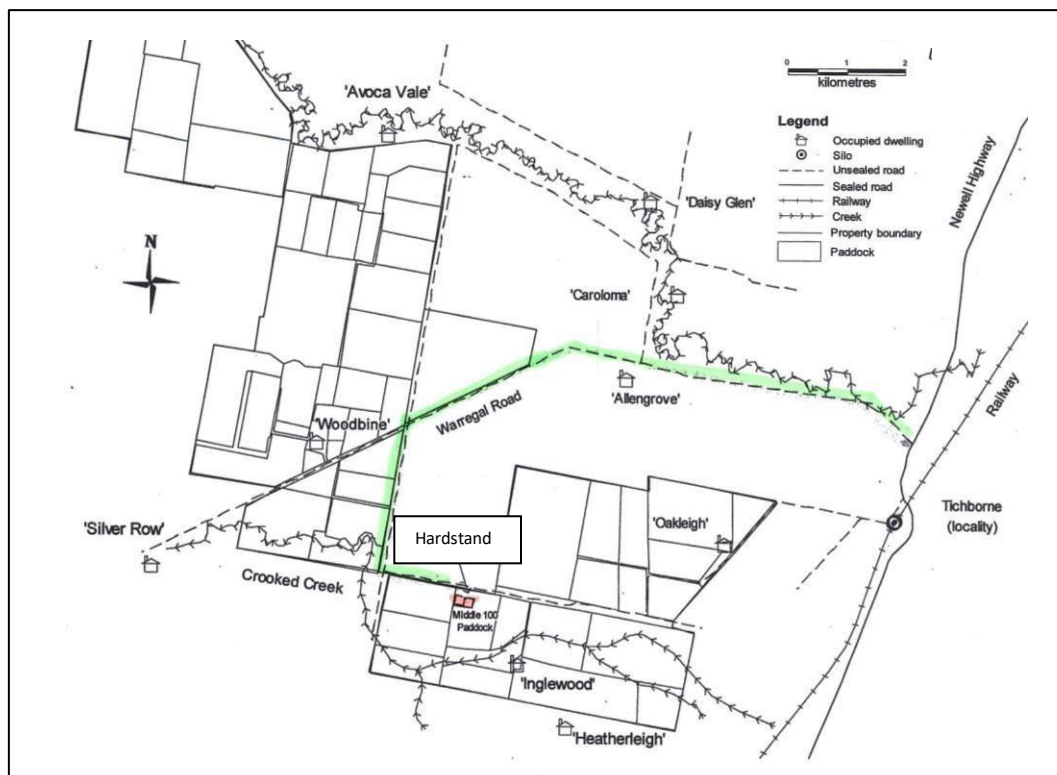 0 1 2
kilometres
'Avoca Vale'
Legend
Occupied dwelling
Silo
Unsealed road
Sealed road
Railway
Creek
Property boundary
Paddock
Newell Highway
'Daisy Glen'
N
'Caroloma'
Railway
'Allengrove'
Warregal Road
'Woodbine'
Tichborne
(locality)
'Oakleigh'
'Silver Row'
Hardstand
Crooked Creek
Middle 100
Paddock
'Inglewood'
'Heatherleigh'